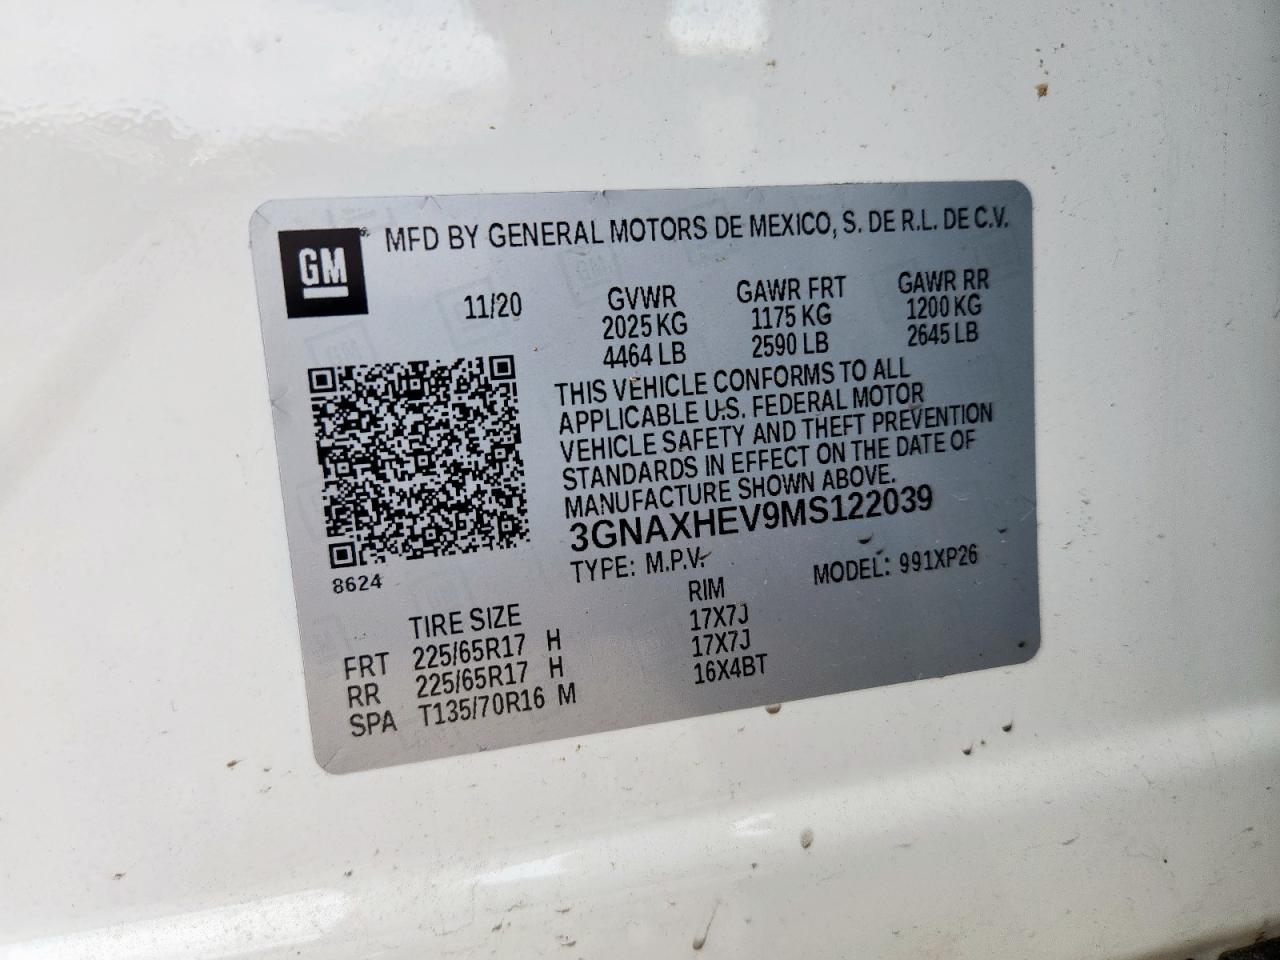 MFD BY GENERAL MOTORS DE MEXICO, S. DE R.L. DE C.V.
GM
11/20
GVWR GAWR FRT GAWR RR
2025 KG 1175 KG 1200 KG
4464 LB 2590 LB 2645 LB
THIS VEHICLE CONFORMS TO ALL
APPLICABLE U.S. FEDERAL MOTOR
VEHICLE SAFETY AND THEFT PREVENTION
STANDARDS IN EFFECT ON THE DATE OF
MANUFACTURE SHOWN ABOVE.
3GNAXHEV9MS122039
TYPE: M.P.V. MODEL: 991XP26
8624
TIRE SIZE RIM
FRT 225/65R17 H 17X7J
RR 225/65R17 H 17X7J
SPA T135/70R16 M 16X4BT